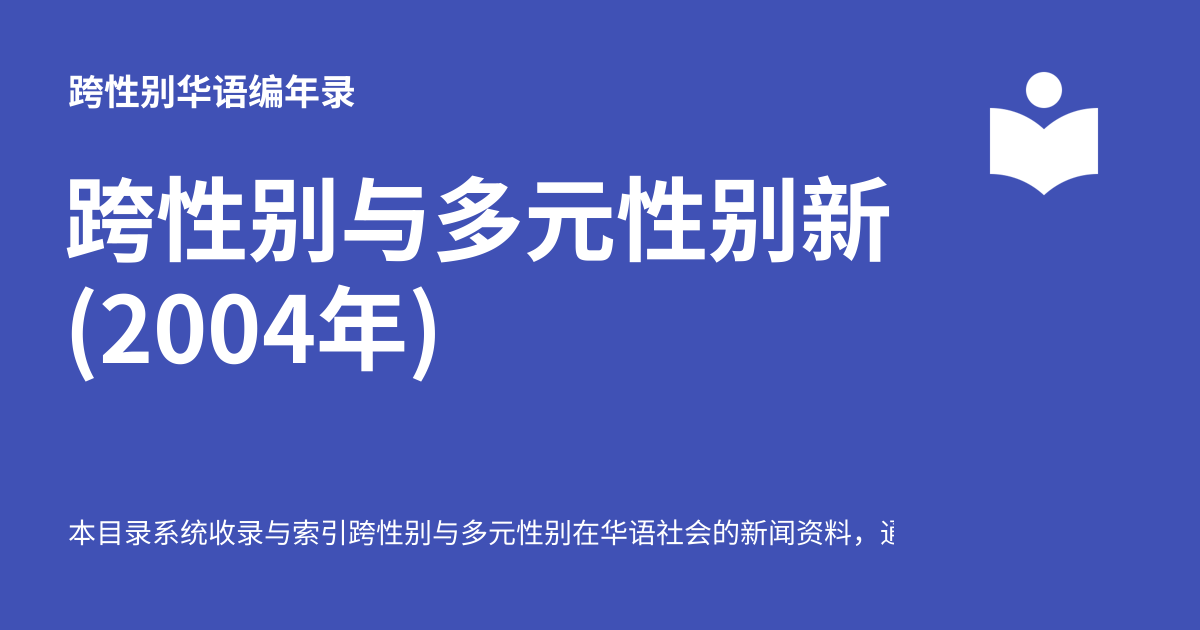 跨性别华语编年录
跨性别与多元性别新
(2004年)
本目录系统收录与索引跨性别与多元性别在华语社会的新闻资料，